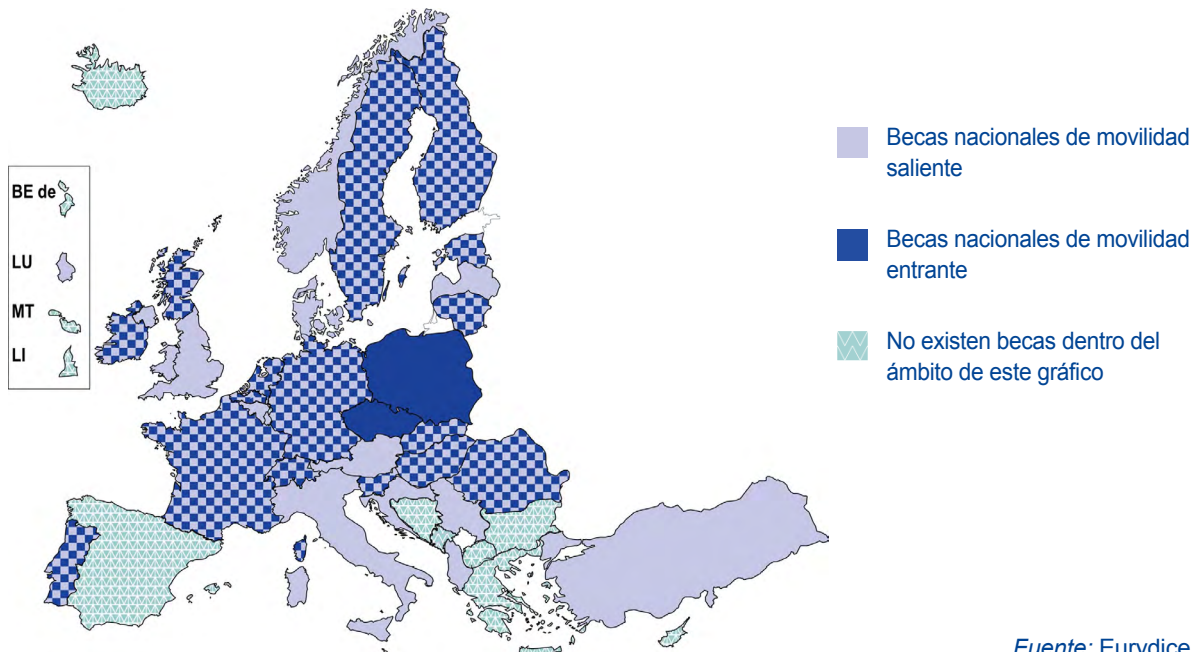 BE de
LU
MT
LI
Becas nacionales de movilidad
saliente
Becas nacionales de movilidad
entrante
No existen becas dentro del
ámbito de este gráfico
Fuente: Eurydice